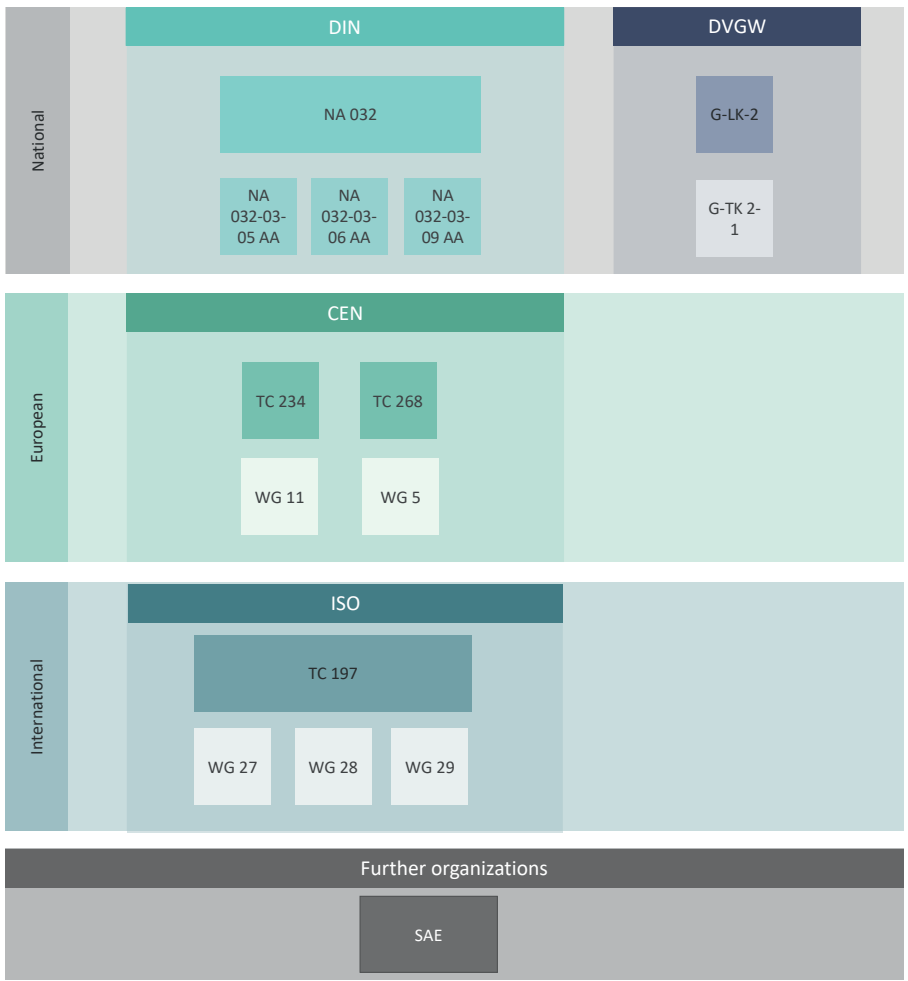 National
DIN
DVGW
NA 032
G-LK-2
NA
032-03-
05 AA
NA
032-03-
06 AA
NA
032-03-
09 AA
G-TK 2-
1
European
CEN
TC 234
TC 268
WG 11
WG 5
International
ISO
TC 197
WG 27
WG 28
WG 29
Further organizations
SAE